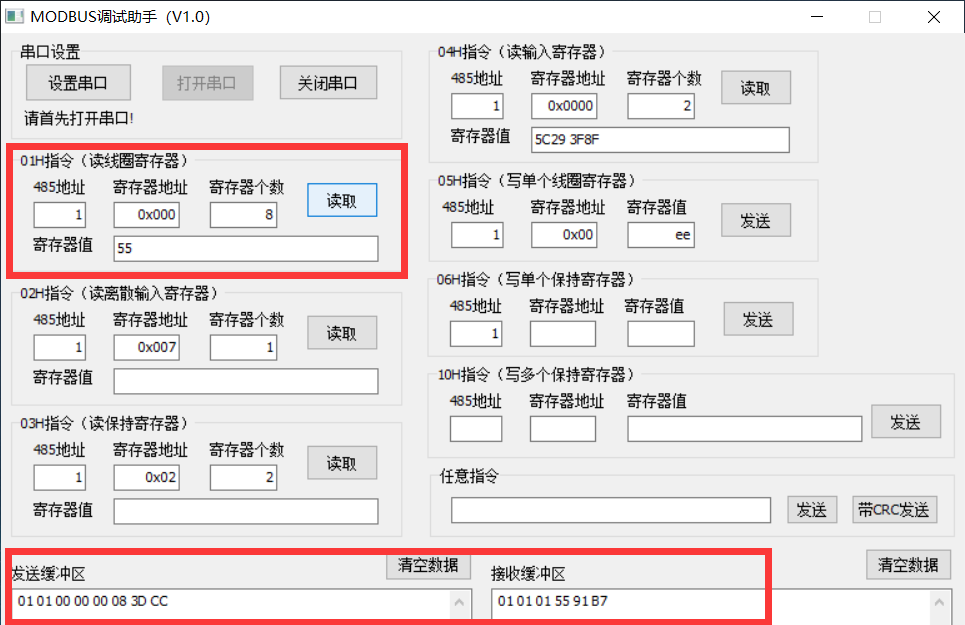 MODBUS调试助手（V1.0）
串口设置
设置串口
打开串口
关闭串口
请首先打开串口!
01H指令（读线圈寄存器）
485地址 寄存器地址 寄存器个数
1 0x000 8 读取
寄存器值 55
02H指令（读离散输入寄存器）
485地址 寄存器地址 寄存器个数
1 0x007 1 读取
寄存器值
03H指令（读保持寄存器）
485地址 寄存器地址 寄存器个数
1 0x02 2 读取
寄存器值
04H指令（读输入寄存器）
485地址 寄存器地址 寄存器个数
1 0x0000 2 读取
寄存器值 5C29 3F8F
05H指令（写单个线圈寄存器）
485地址 寄存器地址 寄存器值
1 0x00 ee 发送
06H指令（写单个保持寄存器）
485地址 寄存器地址 寄存器值
1 发送
10H指令（写多个保持寄存器）
485地址 寄存器地址 寄存器值
发送
任意指令
发送 带CRC发送
发送缓冲区 清空数据
01 01 00 00 00 08 3D CC
接收缓冲区 清空数据
01 01 01 55 91 B7